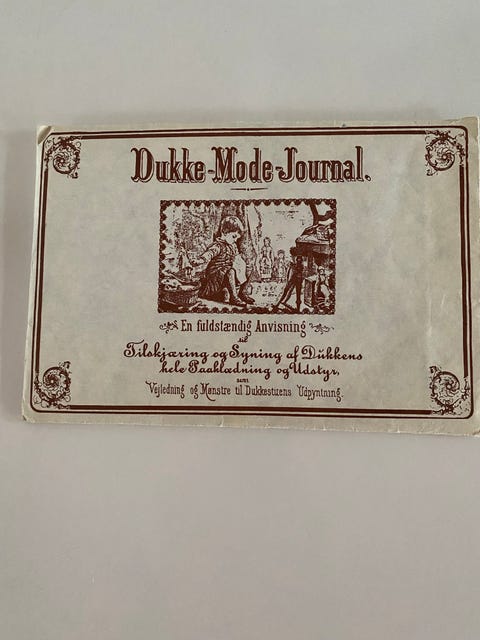 Dukke-Mode-Journal.
En fuldstændig Anvisning
til
Tilskjæring og Syning af Dukkens
hele Paaklædning og Udstyr,
samt
Vejledning og Mønstre til Dukkestuens Udpyntning.